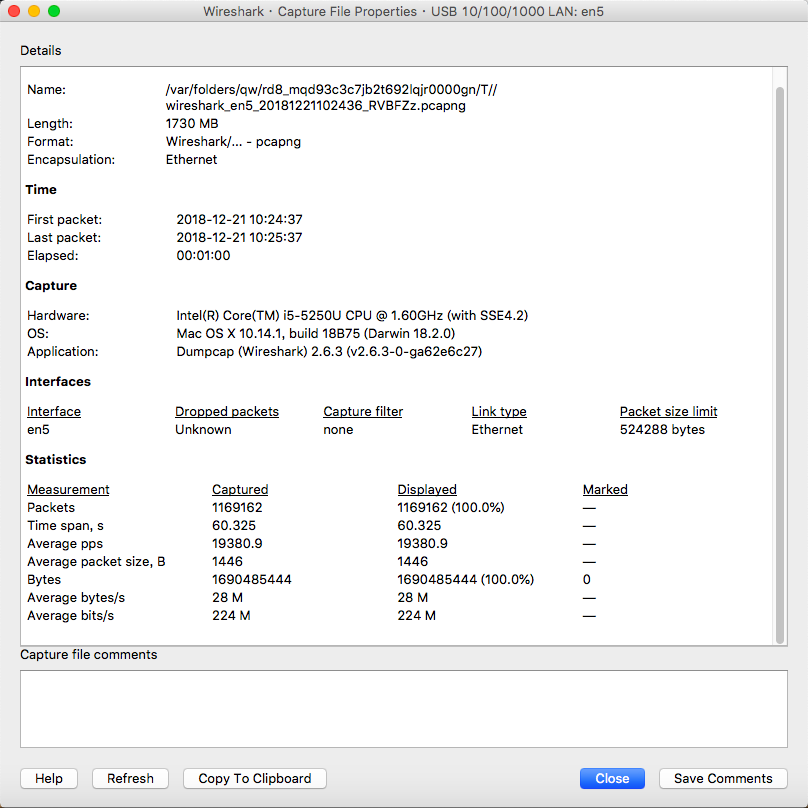 Wireshark · Capture File Properties · USB 10/100/1000 LAN: en5
Details
Name: /var/folders/qw/rd8_mqd93c3c7jb2t692lqjr0000gn/T//
wireshark_en5_20181221102436_RVBFZz.pcapng
Length: 1730 MB
Format: Wireshark/... - pcapng
Encapsulation: Ethernet
Time
First packet: 2018-12-21 10:24:37
Last packet: 2018-12-21 10:25:37
Elapsed: 00:01:00
Capture
Hardware: Intel(R) Core(TM) i5-5250U CPU @ 1.60GHz (with SSE4.2)
OS: Mac OS X 10.14.1, build 18B75 (Darwin 18.2.0)
Application: Dumpcap (Wireshark) 2.6.3 (v2.6.3-0-ga62e6c27)
Interfaces
Interface Dropped packets Capture filter Link type Packet size limit
en5 Unknown none Ethernet 524288 bytes
Statistics
Measurement Captured Displayed Marked
Packets 1169162 1169162 (100.0%) —
Time span, s 60.325 60.325 —
Average pps 19380.9 19380.9 —
Average packet size, B 1446 1446 —
Bytes 1690485444 1690485444 (100.0%) 0
Average bytes/s 28 M 28 M —
Average bits/s 224 M 224 M —
Capture file comments
Help Refresh Copy To Clipboard Close Save Comments